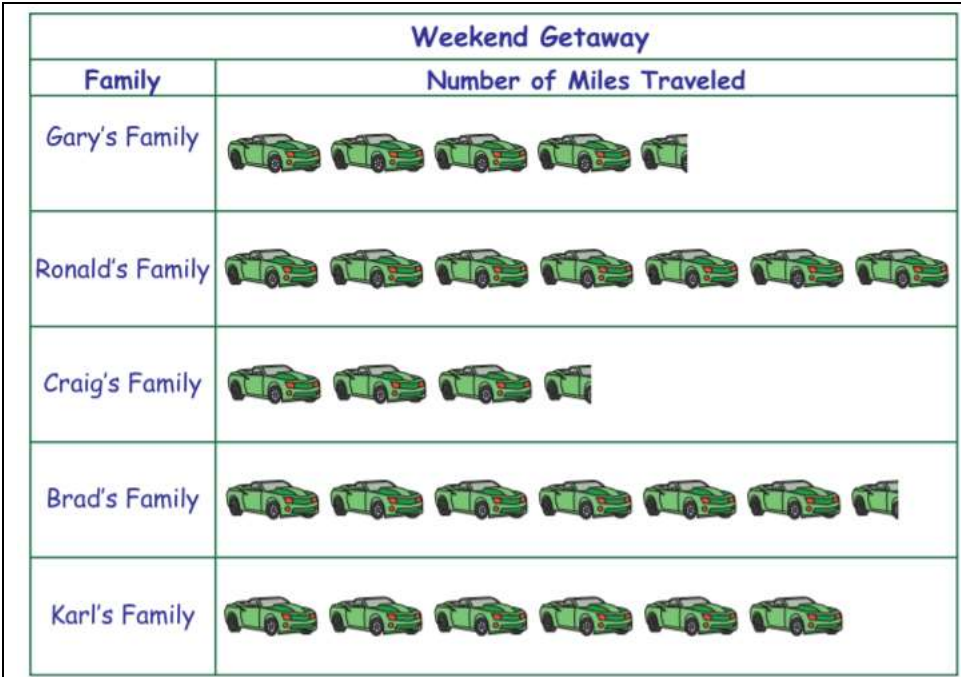 Weekend Getaway
Family
Number of Miles Traveled
Gary's Family
Ronald's Family
Craig's Family
Brad's Family
Karl's Family